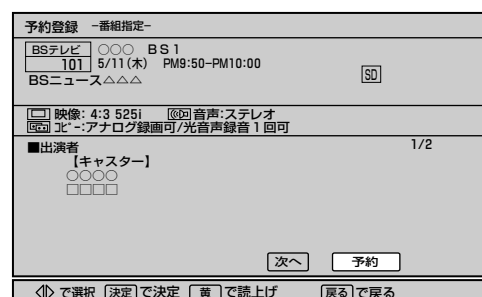 予約登録 −番組指定−
BSテレビ ○○○ BS1
101 5/11(木) PM9:50−PM10:00
BSニュース△△△ SD
映像: 4:3 525i 音声:ステレオ
コピー:アナログ録画可/光音声録音1回可
■出演者 1/2
【キャスター】
○○○○
□□□□
次へ 予約
で選択 決定で決定 黄で読上げ 戻るで戻る